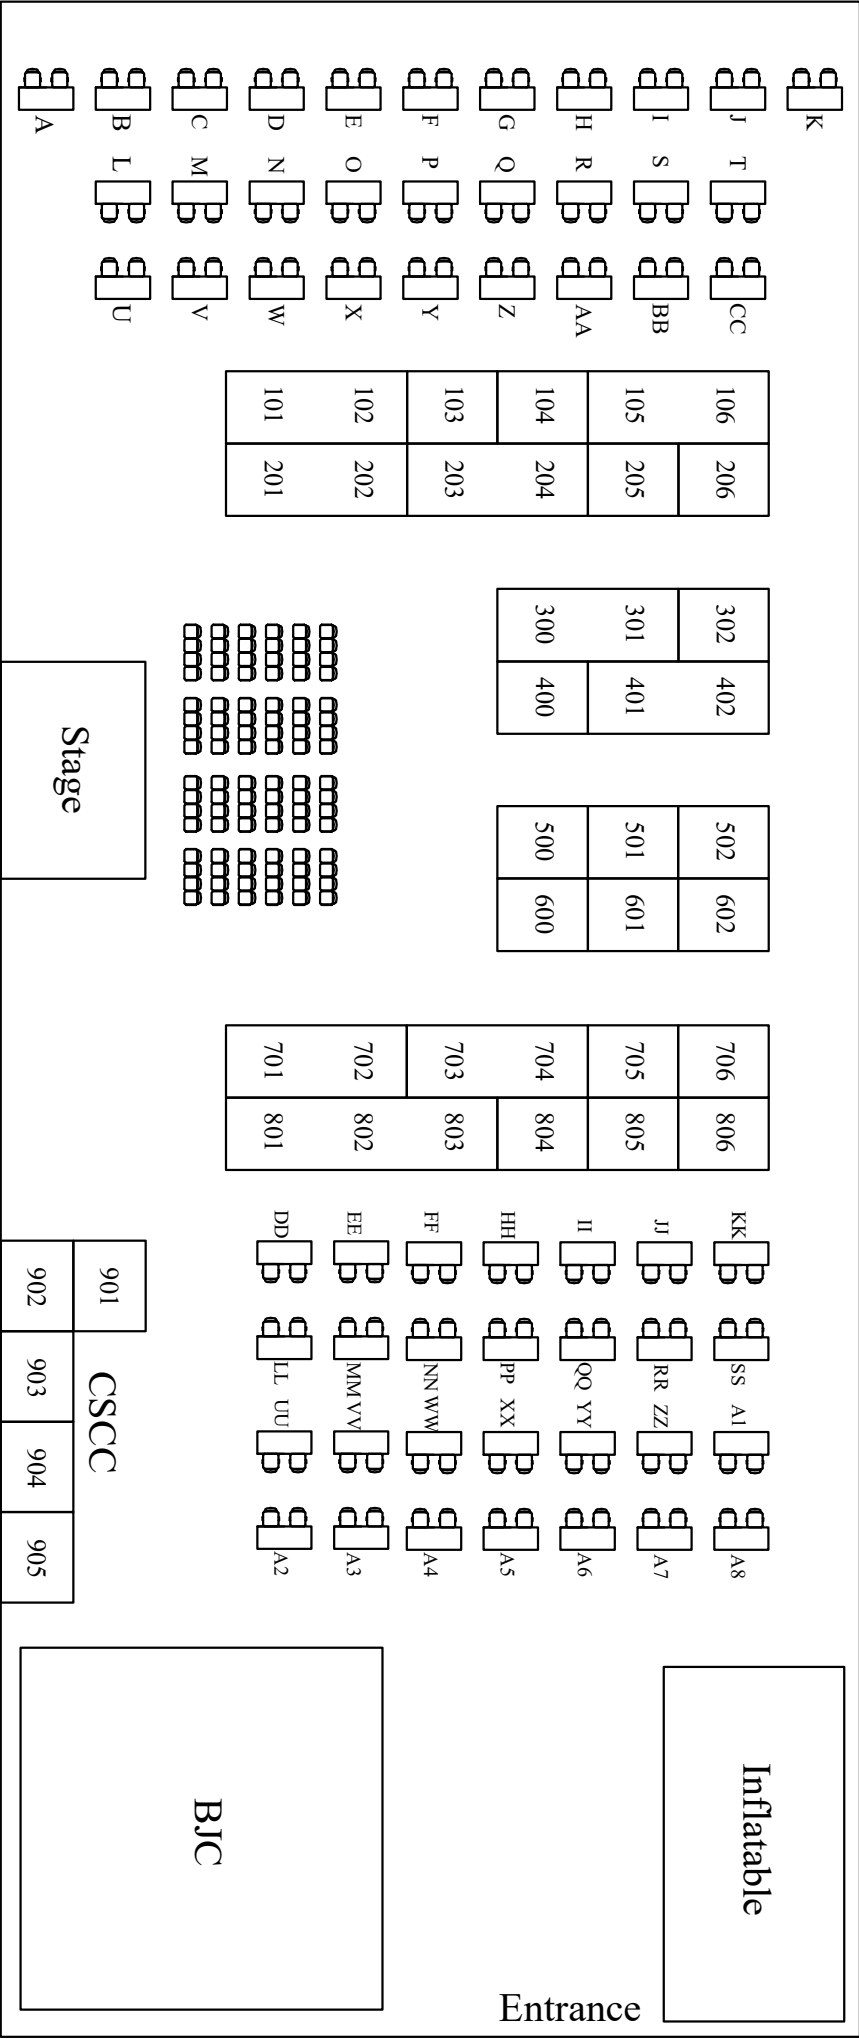 A B C D E F G H I J K
L M N O P Q R S T
U V W X Y Z AA BB CC
101 102 103 104 105 106
201 202 203 204 205 206
300 301 302
400 401 402
Stage
500 501 502
600 601 602
701 702 703 704 705 706
801 802 803 804 805 806
DD EE FF HH II JJ KK
902 901
LL MM NN PP QQ RR SS
903 CSCC
UU VV WW XX YY ZZ A1
904
905
A2 A3 A4 A5 A6 A7 A8
BJC
Inflatable
Entrance